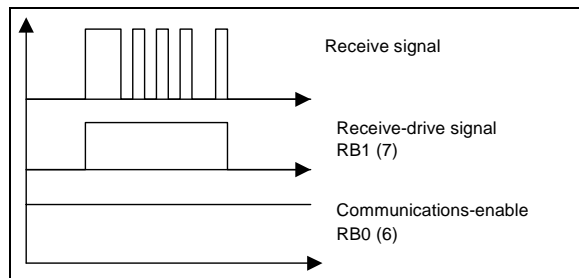 Receive signal
Receive-drive signal
RB1 (7)
Communications-enable
RB0 (6)